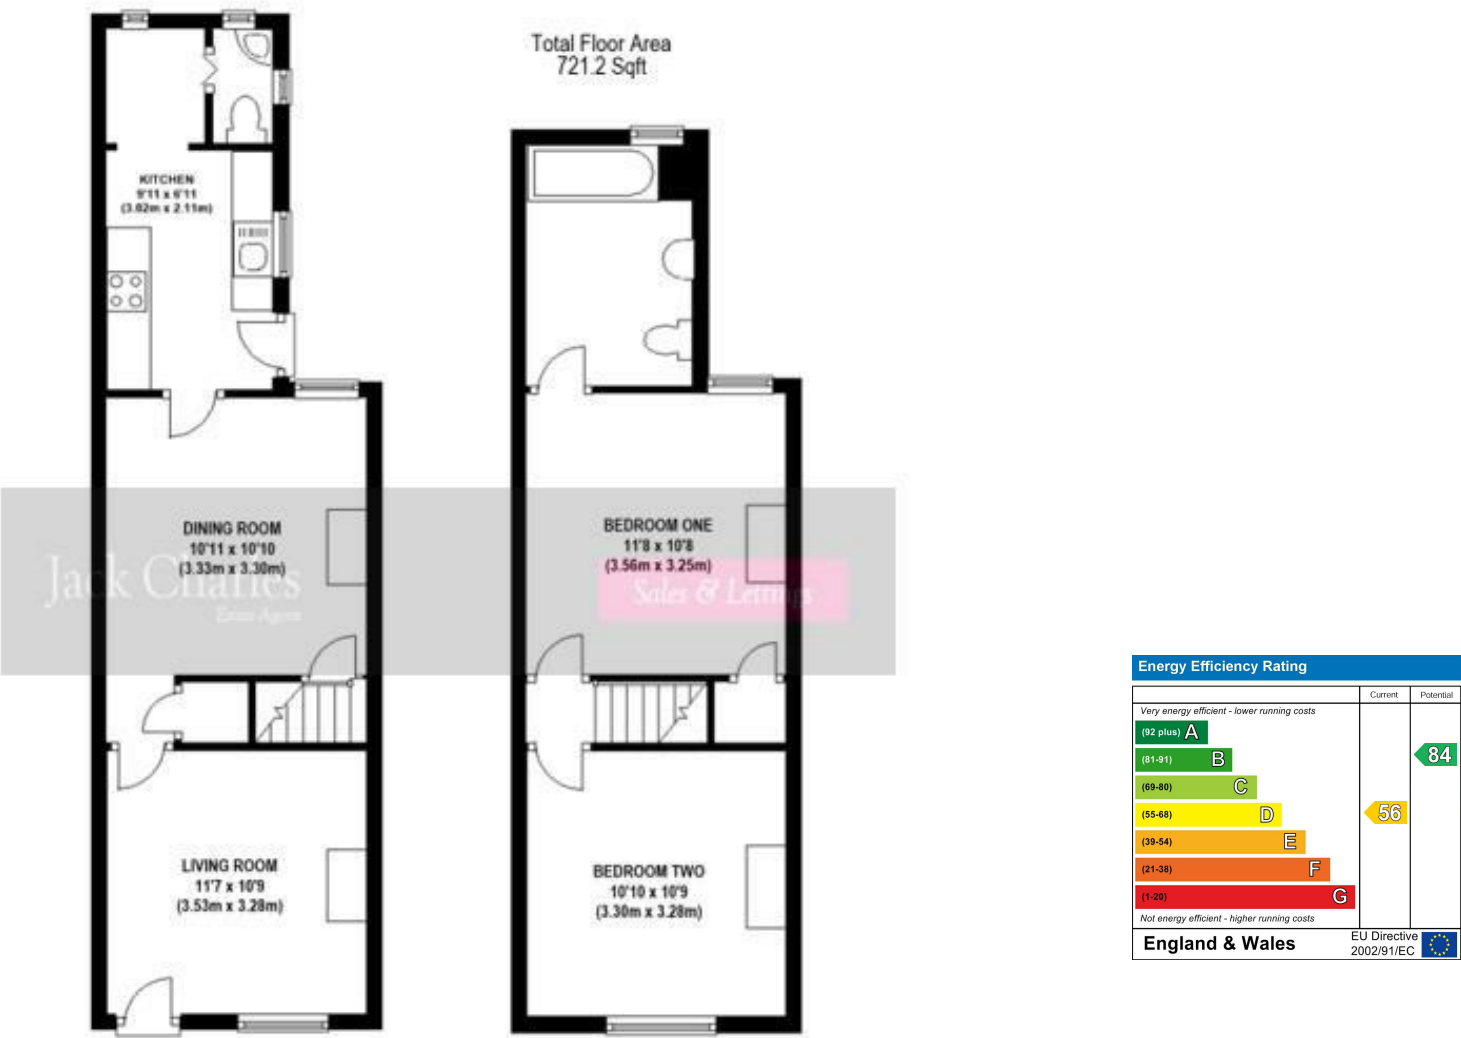 Total Floor Area
721.2 Sqft
KITCHEN
9'11 x 6'11
(3.02m x 2.11m)
DINING ROOM
10'11 x 10'10
(3.33m x 3.30m)
BEDROOM ONE
11'8 x 10'8
(3.56m x 3.25m)
Jack Charles
Estate Agent
Sales & Lettings
LIVING ROOM
11'7 x 10'9
(3.53m x 3.28m)
BEDROOM TWO
10'10 x 10'9
(3.30m x 3.28m)
Energy Efficiency Rating
Current Potential
Very energy efficient - lower running costs
(92 plus) A
(81-91) B
84
(69-80) C
(55-68) D
56
(39-54) E
(21-38) F
(1-20) G
Not energy efficient - higher running costs
England & Wales
EU Directive
2002/91/EC